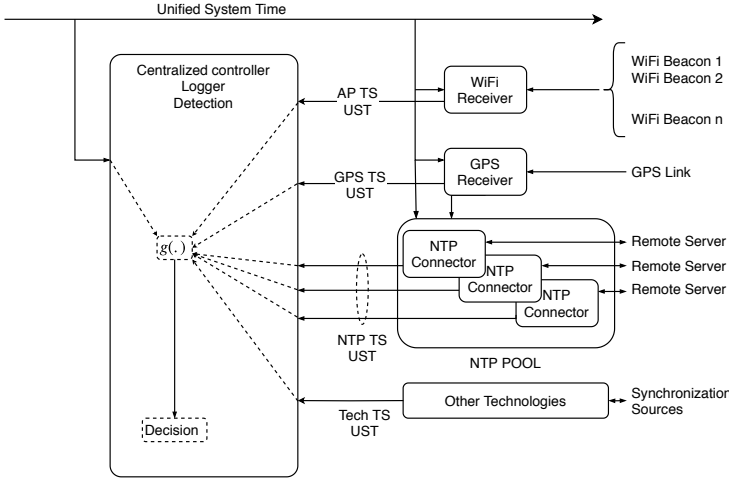 Unified System Time
Centralized controller
Logger
Detection
AP TS
UST
WiFi
Receiver
WiFi Beacon 1
WiFi Beacon 2
WiFi Beacon n
GPS TS
UST
GPS
Receiver
GPS Link
g(.)
NTP
Connector
NTP
Connector
NTP
Connector
Remote Server
Remote Server
Remote Server
NTP TS
UST
NTP POOL
Tech TS
UST
Other Technologies
Synchronization
Sources
Decision